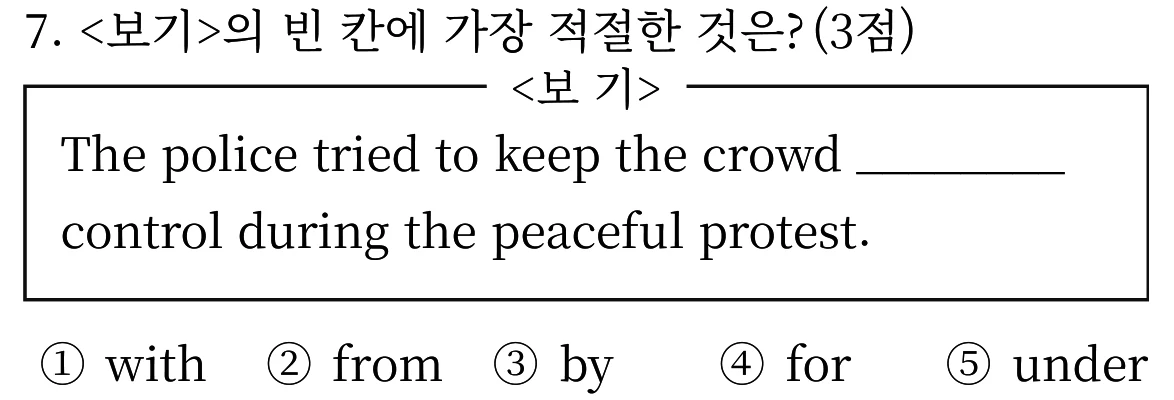 7. <보기>의 빈 칸에 가장 적절한 것은?(3점)
<보 기>
The police tried to keep the crowd ________
control during the peaceful protest.
① with ② from ③ by ④ for ⑤ under